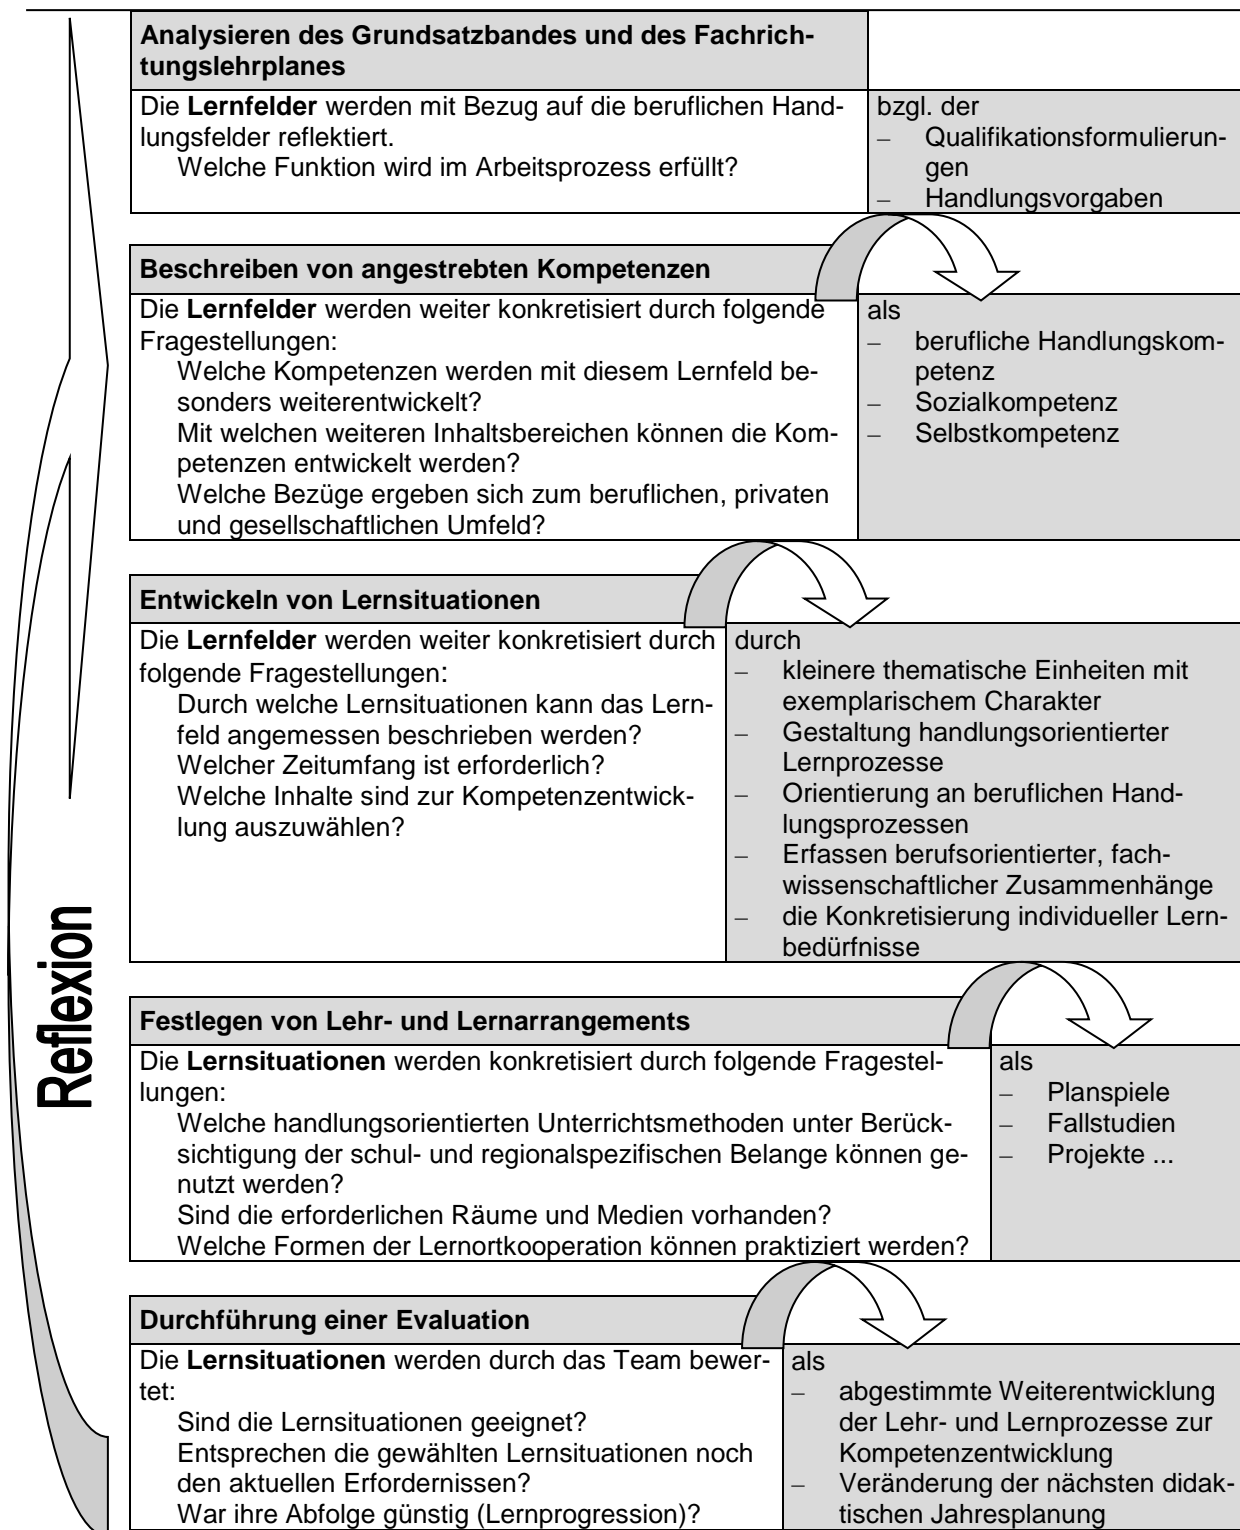 Analysieren des Grundsatzbandes und des Fachrich-
tungslehrplanes
Die Lernfelder werden mit Bezug auf die beruflichen Hand-
lungsfelder reflektiert.
Welche Funktion wird im Arbeitsprozess erfüllt?
bzgl. der
– Qualifikationsformulierun-
gen
– Handlungsvorgaben
Beschreiben von angestrebten Kompetenzen
Die Lernfelder werden weiter konkretisiert durch folgende
Fragestellungen:
Welche Kompetenzen werden mit diesem Lernfeld be-
sonders weiterentwickelt?
Mit welchen weiteren Inhaltsbereichen können die Kom-
petenzen entwickelt werden?
Welche Bezüge ergeben sich zum beruflichen, privaten
und gesellschaftlichen Umfeld?
als
– berufliche Handlungskom-
petenz
– Sozialkompetenz
– Selbstkompetenz
Entwickeln von Lernsituationen
Die Lernfelder werden weiter konkretisiert durch
folgende Fragestellungen:
Durch welche Lernsituationen kann das Lern-
feld angemessen beschrieben werden?
Welcher Zeitumfang ist erforderlich?
Welche Inhalte sind zur Kompetenzentwick-
lung auszuwählen?
durch
– kleinere thematische Einheiten mit
exemplarischem Charakter
– Gestaltung handlungsorientierter
Lernprozesse
– Orientierung an beruflichen Hand-
lungsprozessen
– Erfassen berufsorientierter, fach-
wissenschaftlicher Zusammenhänge
– die Konkretisierung individueller Lern-
bedürfnisse
Reflexion
Festlegen von Lehr- und Lernarrangements
Die Lernsituationen werden konkretisiert durch folgende Fragestel-
lungen:
Welche handlungsorientierten Unterrichtsmethoden unter Berück-
sichtigung der schul- und regionalspezifischen Belange können ge-
nutzt werden?
Sind die erforderlichen Räume und Medien vorhanden?
Welche Formen der Lernortkooperation können praktiziert werden?
als
– Planspiele
– Fallstudien
– Projekte ...
Durchführung einer Evaluation
Die Lernsituationen werden durch das Team bewer-
tet:
Sind die Lernsituationen geeignet?
Entsprechen die gewählten Lernsituationen noch
den aktuellen Erfordernissen?
War ihre Abfolge günstig (Lernprogression)?
als
– abgestimmte Weiterentwicklung
der Lehr- und Lernprozesse zur
Kompetenzentwicklung
– Veränderung der nächsten didak-
tischen Jahresplanung